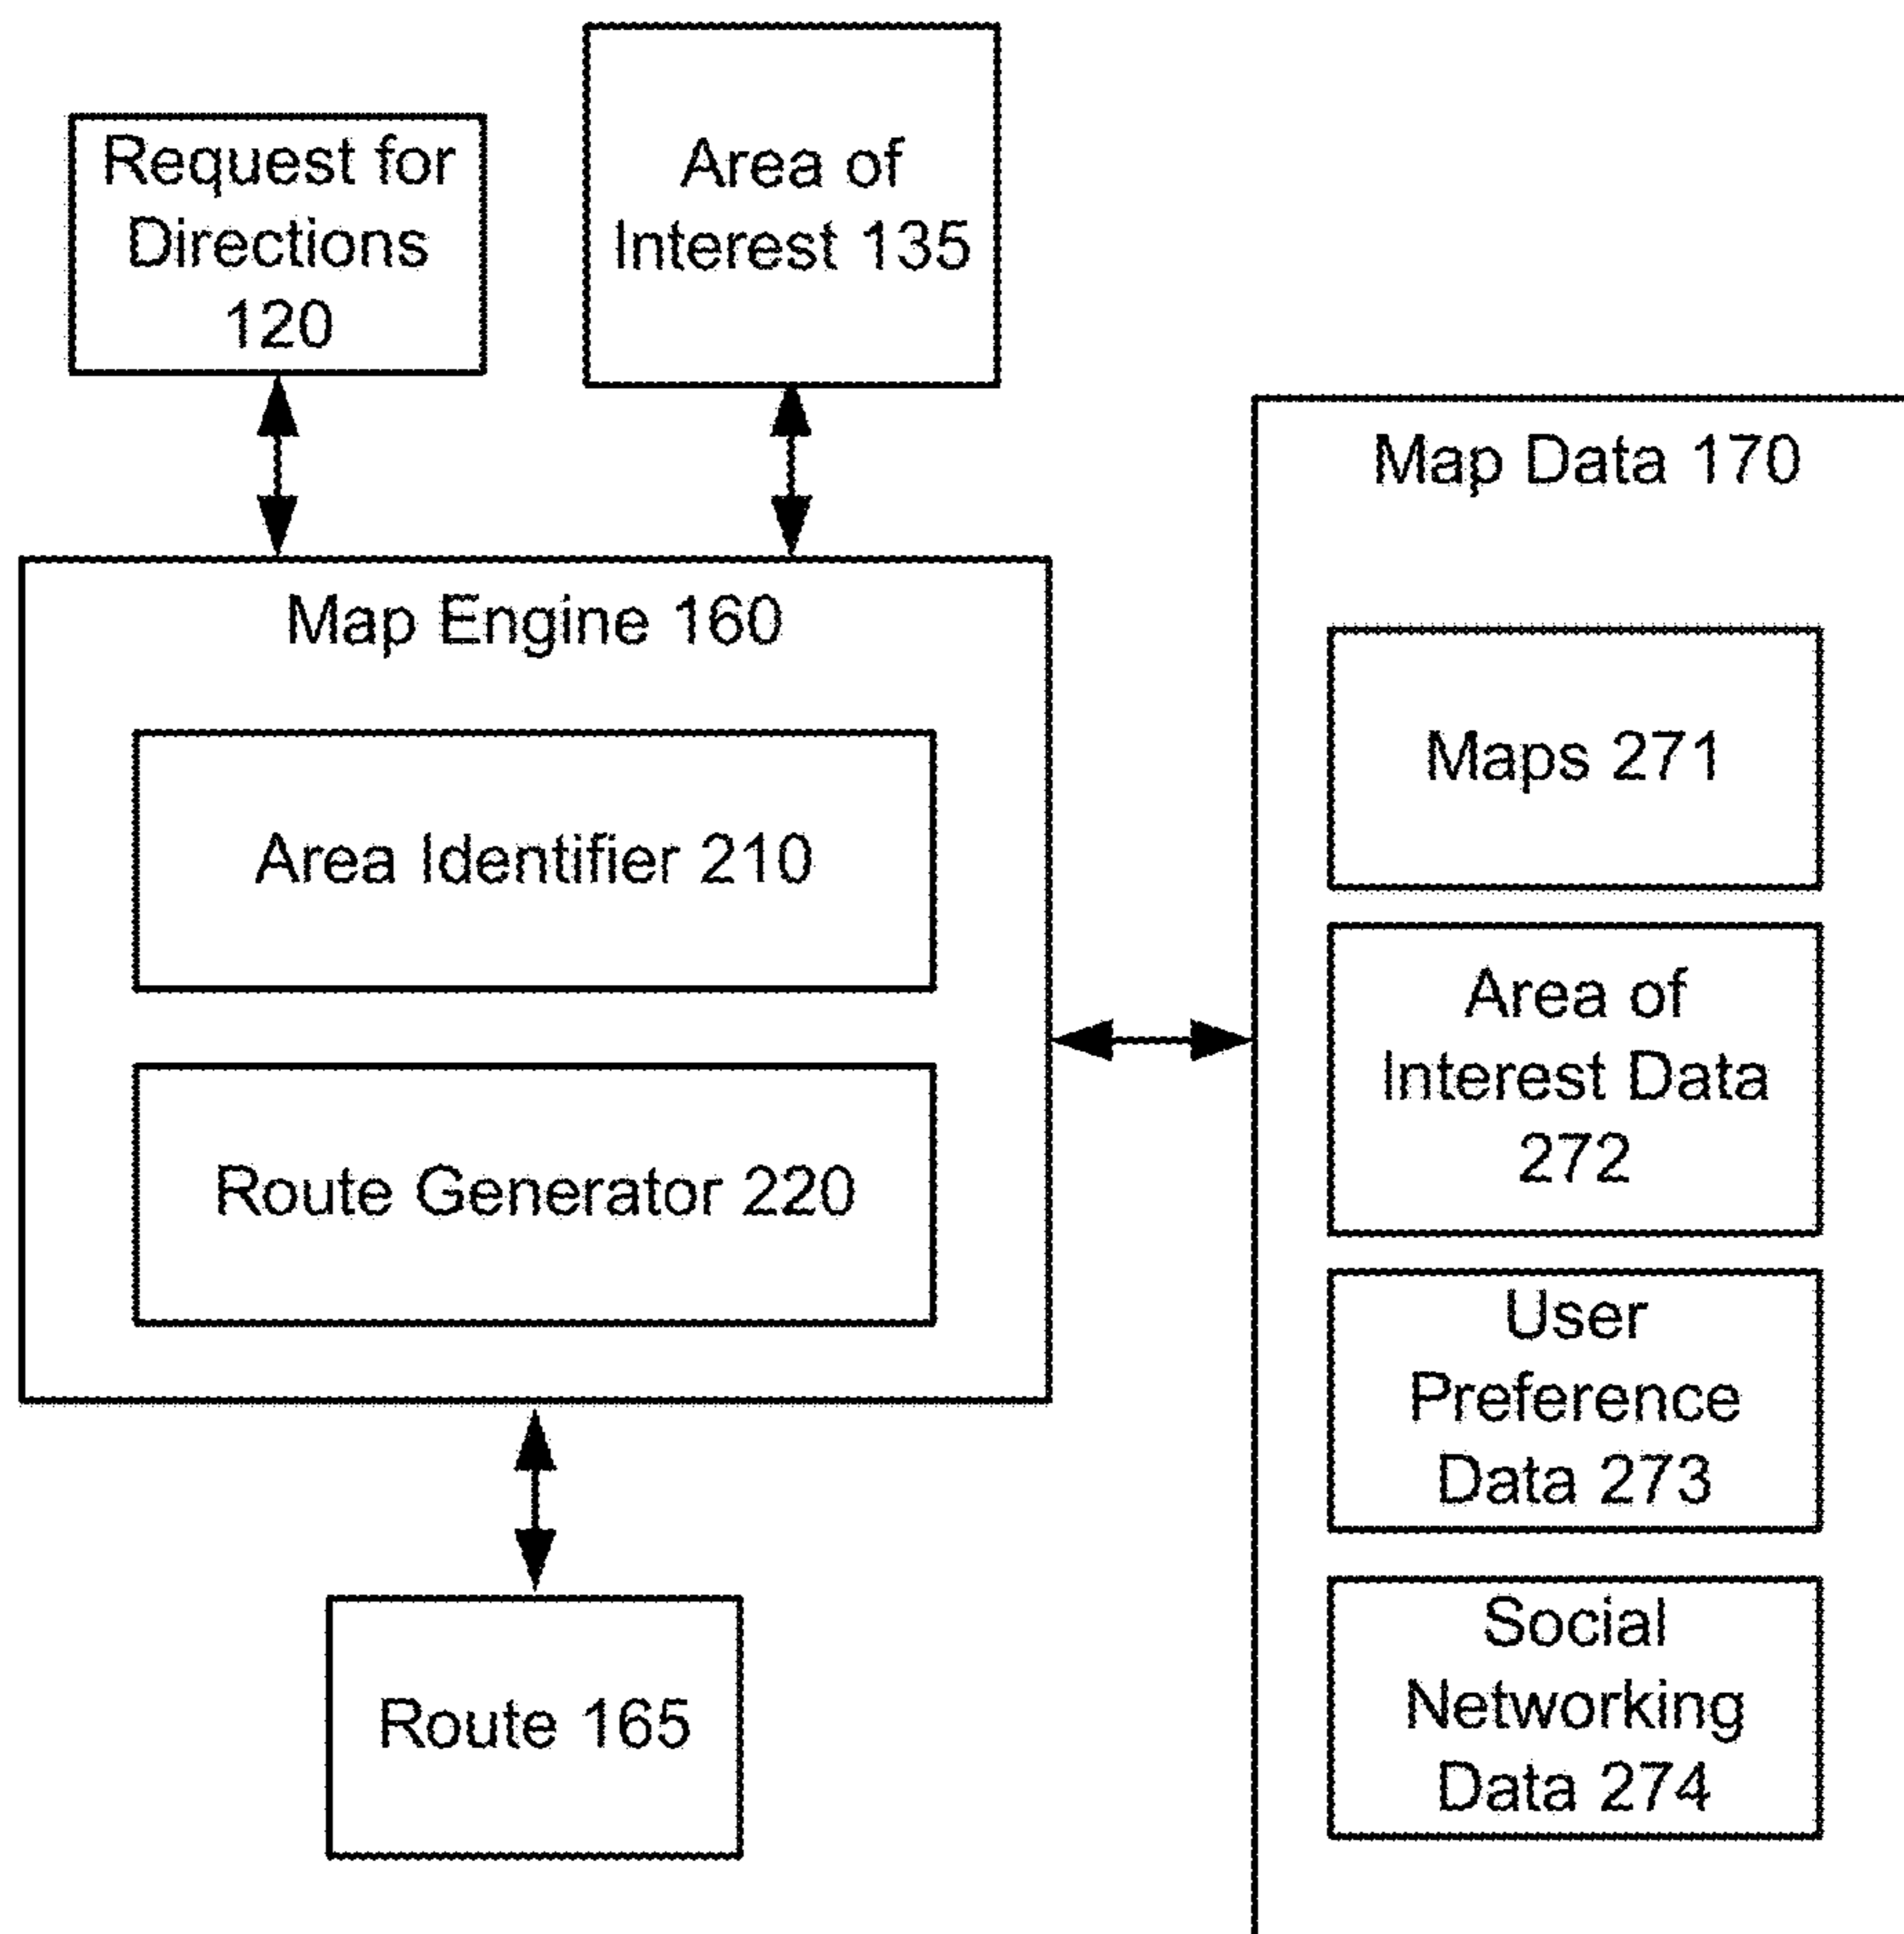 Request for
Directions
120
Area of
Interest 135
Map Engine 160
Area Identifier 210
Route Generator 220
Route 165
Map Data 170
Maps 271
Area of
Interest Data
272
User
Preference
Data 273
Social
Networking
Data 274